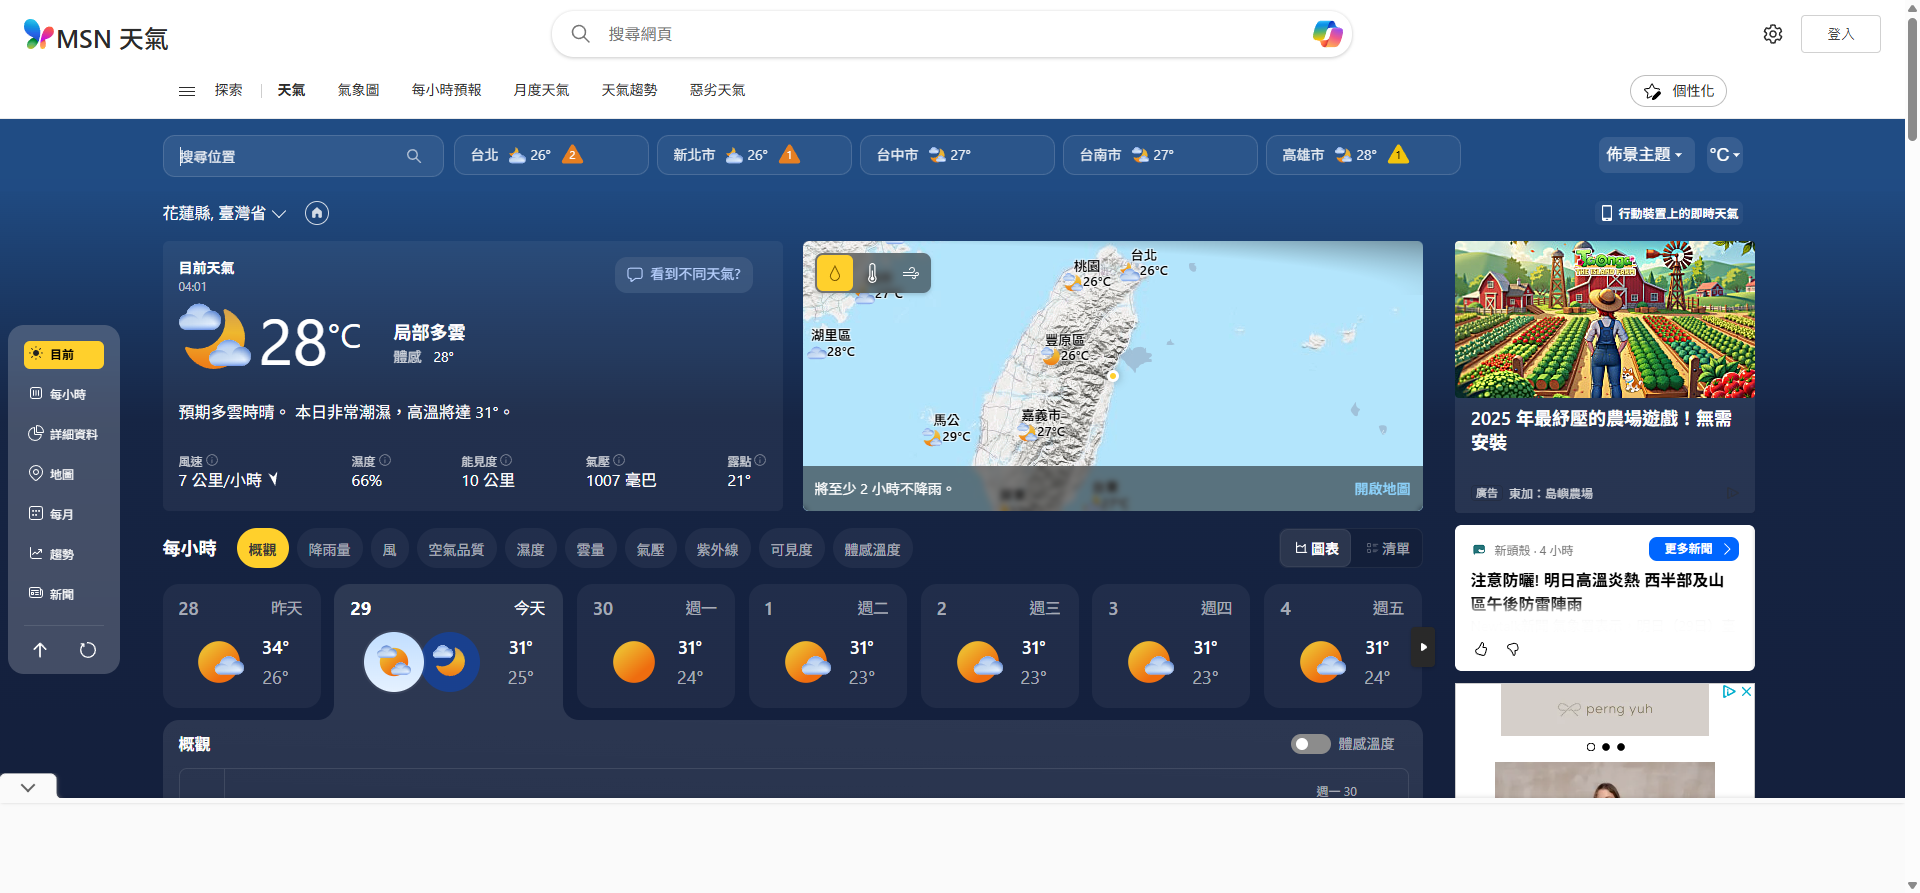 MSN 天氣
搜尋網頁
登入
探索
天氣
氣象圖
每小時預報
月度天氣
天氣趨勢
惡劣天氣
個性化
搜尋位置
台北 26° 2
新北市 26° 1
台中市 27°
台南市 27°
高雄市 28° 1
佈景主題
°C
花蓮縣, 臺灣省
行動裝置上的即時天氣
目前天氣
04:01
看到不同天氣?
28°C
局部多雲
體感 28°
預期多雲時晴。 本日非常潮濕，高溫將達 31°。
風速
7 公里/小時
濕度
66%
能見度
10 公里
氣壓
1007 毫巴
露點
21°
台北
26°C
桃園
26°C
27°C
湖里區
28°C
豐原區
26°C
馬公
29°C
嘉義市
27°C
將至少 2 小時不降雨。
開啟地圖
Taonga
THE ISLAND FARM
2025 年最紓壓的農場遊戲！無需
安裝
廣告 東加：島嶼農場
目前
每小時
詳細資料
地圖
每月
趨勢
新聞
每小時
概觀
降雨量
風
空氣品質
濕度
雲量
氣壓
紫外線
可見度
體感溫度
圖表
清單
28 昨天
34°
26°
29 今天
31°
25°
30 週一
31°
24°
1 週二
31°
23°
2 週三
31°
23°
3 週四
31°
23°
4 週五
31°
24°
新頭殼 · 4 小時
更多新聞
注意防曬! 明日高溫炎熱 西半部及山
區午後防雷陣雨
perng yuh
概觀
體感溫度
週一 30